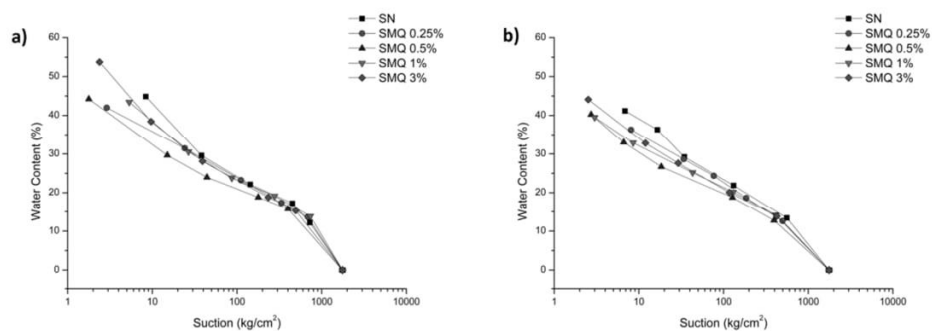 a)
SN
SMQ 0.25%
SMQ 0.5%
SMQ 1%
SMQ 3%
Water Content (%)
60
50
40
30
20
10
0
1
10
100
1000
10000
Suction (kg/cm²)
b)
SN
SMQ 0.25%
SMQ 0.5%
SMQ 1%
SMQ 3%
Water Content (%)
60
50
40
30
20
10
0
1
10
100
1000
10000
Suction (kg/cm²)